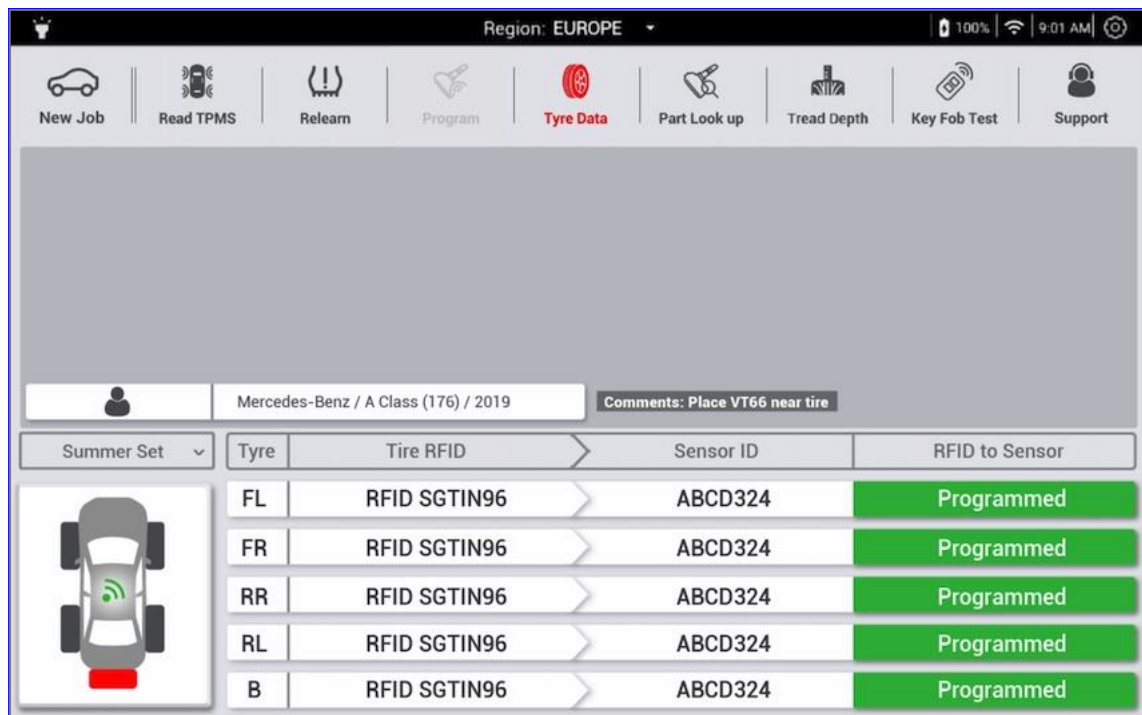 Region: EUROPE 100% 9:01 AM
New Job Read TPMS Relearn Program Tyre Data Part Look up Tread Depth Key Fob Test Support
Mercedes-Benz / A Class (176) / 2019 Comments: Place VT66 near tire
Summer Set Tyre Tire RFID Sensor ID RFID to Sensor
FL RFID SGTIN96 ABCD324 Programmed
FR RFID SGTIN96 ABCD324 Programmed
RR RFID SGTIN96 ABCD324 Programmed
RL RFID SGTIN96 ABCD324 Programmed
B RFID SGTIN96 ABCD324 Programmed